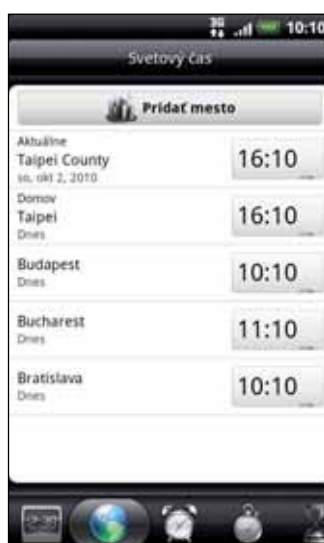 10:10
Svetový čas
Pridať mesto
Aktuálne
Taipei County
so, okt 2, 2010
16:10
Domov
Taipei
Dnes
16:10
Budapest
Dnes
10:10
Bucharest
Dnes
11:10
Bratislava
Dnes
10:10